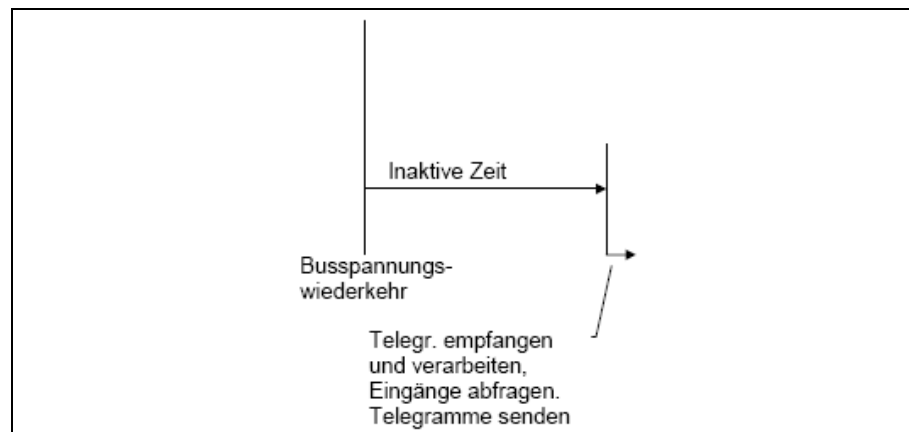 Inaktive Zeit
Busspannungs-
wiederkehr
Telegr. empfangen
und verarbeiten,
Eingänge abfragen.
Telegramme senden